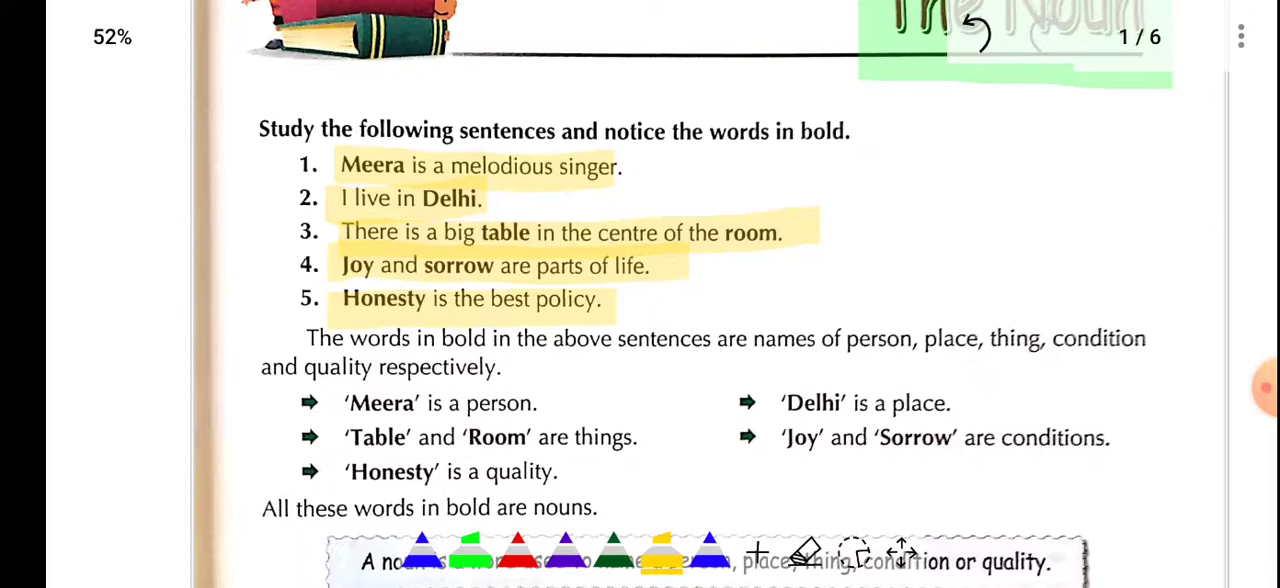 The Noun
52%
1 / 6
Study the following sentences and notice the words in bold.
1. Meera is a melodious singer.
2. I live in Delhi.
3. There is a big table in the centre of the room.
4. Joy and sorrow are parts of life.
5. Honesty is the best policy.
The words in bold in the above sentences are names of person, place, thing, condition
and quality respectively.
'Meera' is a person. 'Delhi' is a place.
'Table' and 'Room' are things. 'Joy' and 'Sorrow' are conditions.
'Honesty' is a quality.
All these words in bold are nouns.
A place, thing, condition or quality.